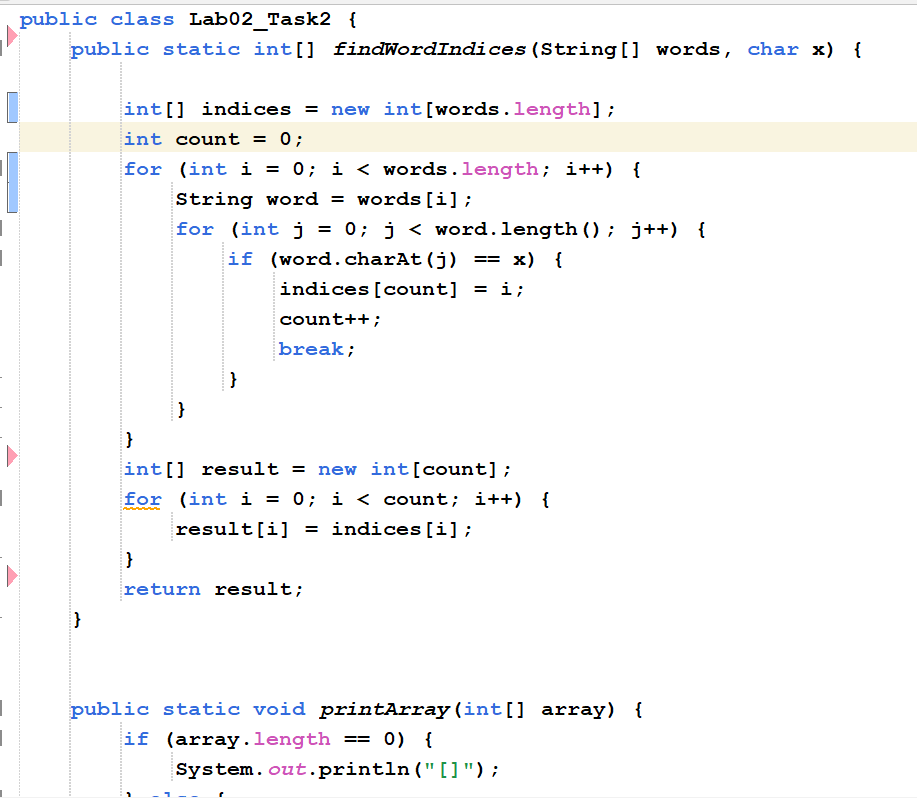 public class Lab02_Task2 {
public static int[] findWordIndices(String[] words, char x) {
int[] indices = new int[words.length];
int count = 0;
for (int i = 0; i < words.length; i++) {
String word = words[i];
for (int j = 0; j < word.length(); j++) {
if (word.charAt(j) == x) {
indices[count] = i;
count++;
break;
}
}
}
int[] result = new int[count];
for (int i = 0; i < count; i++) {
result[i] = indices[i];
}
return result;
}
public static void printArray(int[] array) {
if (array.length == 0) {
System.out.println("[]");
} else {